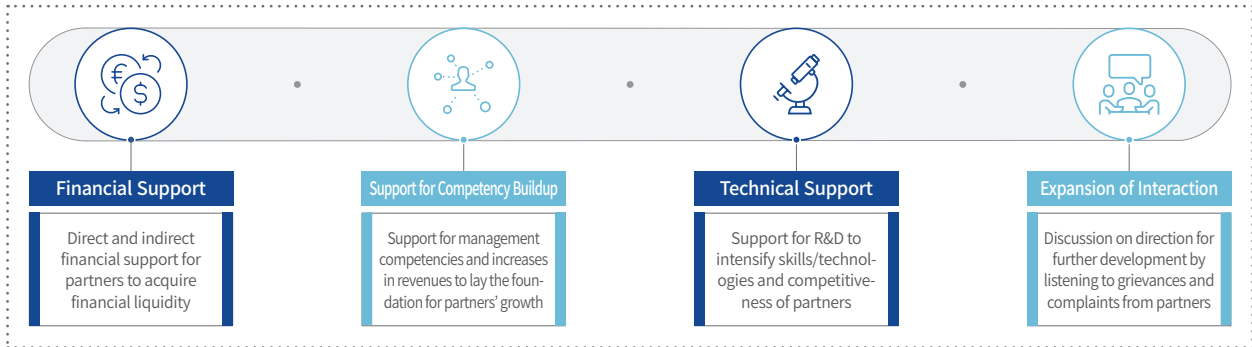 Financial Support
Direct and indirect
financial support for
partners to acquire
financial liquidity
Support for Competency Buildup
Support for management
competencies and increases
in revenues to lay the foun-
dation for partners' growth
Technical Support
Support for R&D to
intensify skills/technol-
ogies and competitive-
ness of partners
Expansion of Interaction
Discussion on direction for
further development by
listening to grievances and
complaints from partners